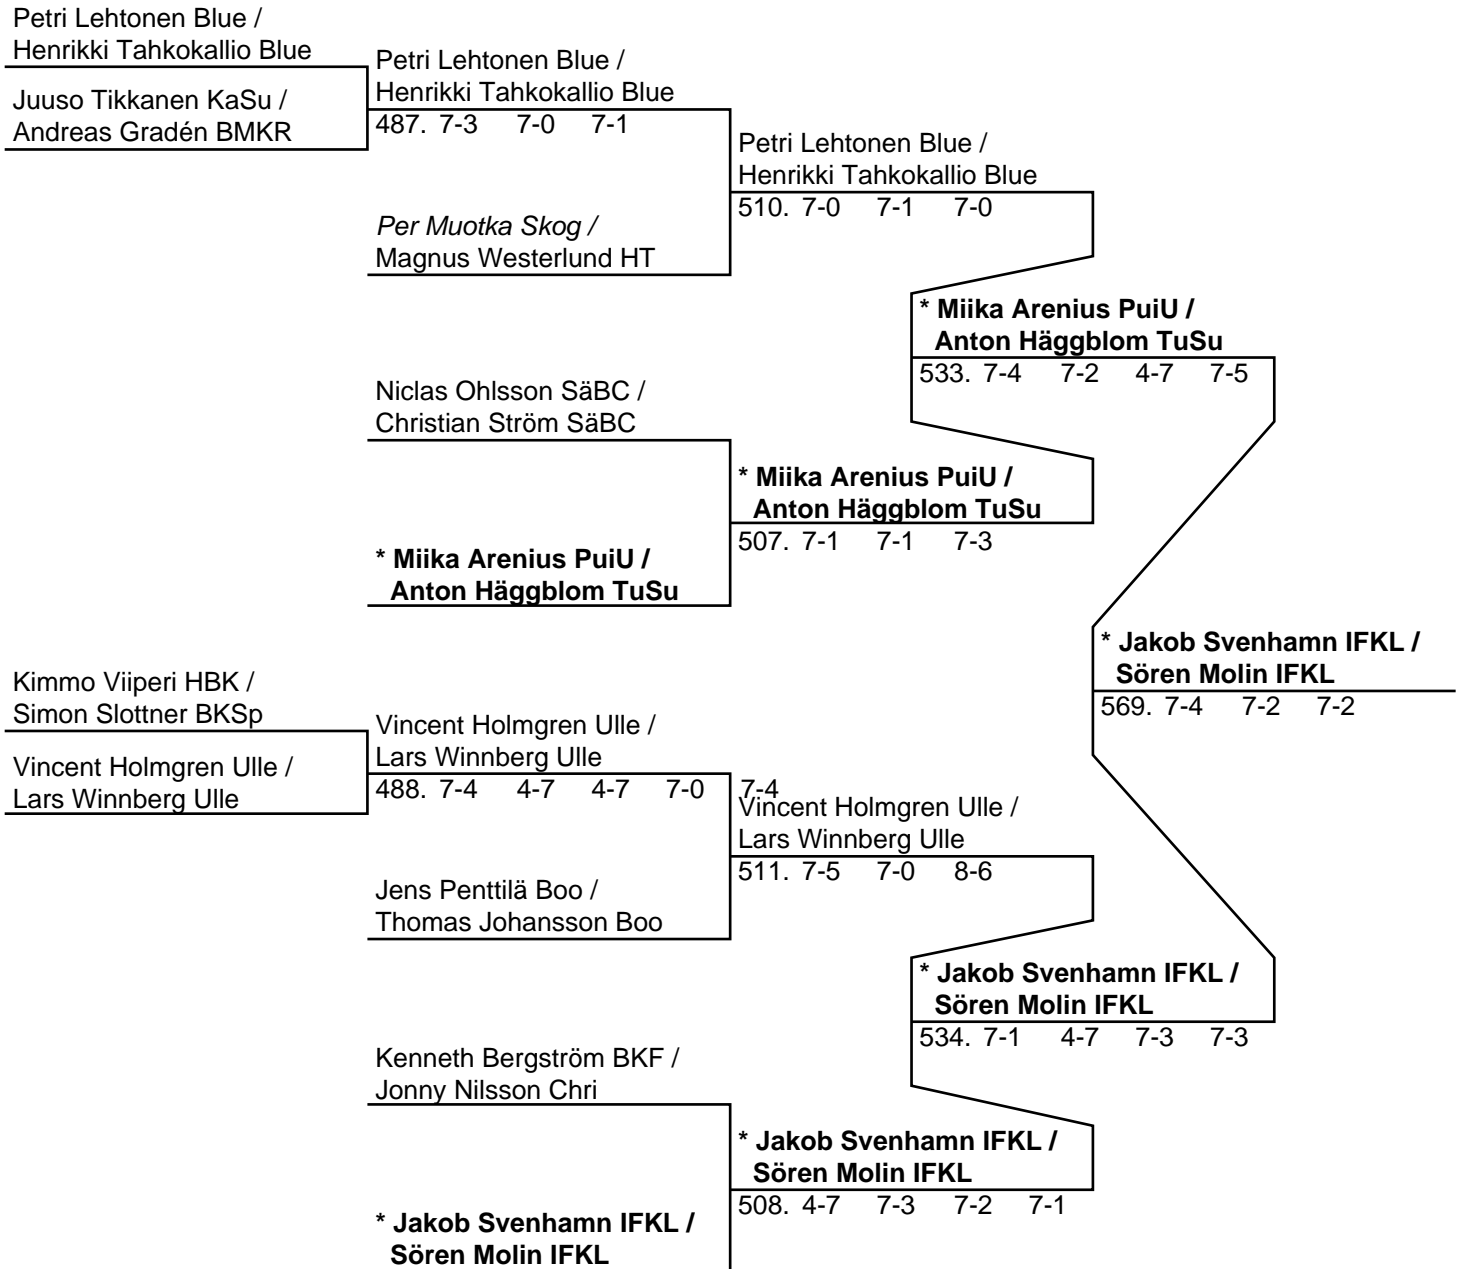 Petri Lehtonen Blue /
Henrikki Tahkokallio Blue
Juuso Tikkanen KaSu /
Andreas Gradén BMKR
Petri Lehtonen Blue /
Henrikki Tahkokallio Blue
487. 7-3 7-0 7-1
Per Muotka Skog /
Magnus Westerlund HT
Petri Lehtonen Blue /
Henrikki Tahkokallio Blue
510. 7-0 7-1 7-0
* Miika Arenius PuiU /
Anton Häggblom TuSu
533. 7-4 7-2 4-7 7-5
Niclas Ohlsson SäBC /
Christian Ström SäBC
* Miika Arenius PuiU /
Anton Häggblom TuSu
507. 7-1 7-1 7-3
* Miika Arenius PuiU /
Anton Häggblom TuSu
* Jakob Svenhamn IFKL /
Sören Molin IFKL
569. 7-4 7-2 7-2
Kimmo Viiperi HBK /
Simon Slottner BKSp
Vincent Holmgren Ulle /
Lars Winnberg Ulle
Vincent Holmgren Ulle /
Lars Winnberg Ulle
488. 7-4 4-7 4-7 7-0 7-4
Vincent Holmgren Ulle /
Lars Winnberg Ulle
511. 7-5 7-0 8-6
Jens Penttilä Boo /
Thomas Johansson Boo
* Jakob Svenhamn IFKL /
Sören Molin IFKL
534. 7-1 4-7 7-3 7-3
Kenneth Bergström BKF /
Jonny Nilsson Chri
* Jakob Svenhamn IFKL /
Sören Molin IFKL
508. 4-7 7-3 7-2 7-1
* Jakob Svenhamn IFKL /
Sören Molin IFKL